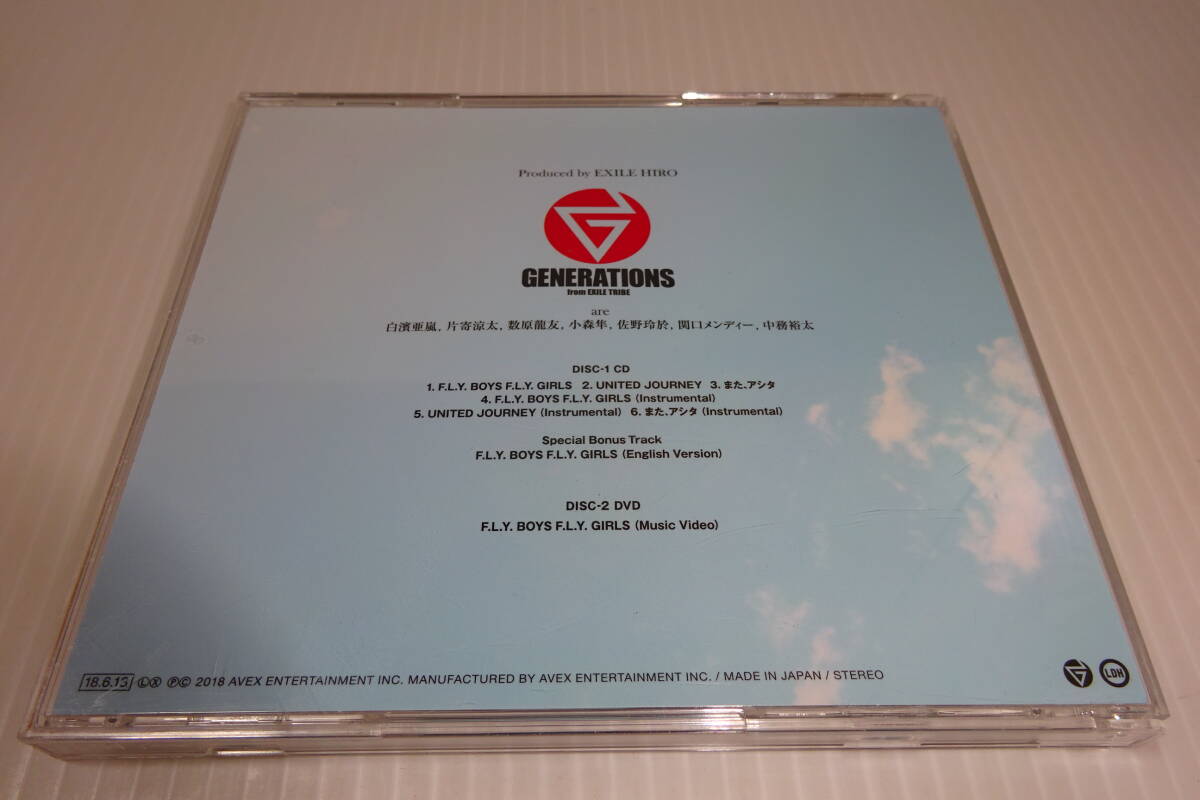 Produced by EXILE HIRO
GENERATIONS
from EXILE TRIBE
are
白濱亜嵐, 片寄涼太, 数原龍友, 小森隼, 佐野玲於, 関口メンディー, 中務裕太
DISC-1 CD
1. F.L.Y. BOYS F.L.Y. GIRLS 2. UNITED JOURNEY 3. また、アシタ
4. F.L.Y. BOYS F.L.Y. GIRLS (Instrumental)
5. UNITED JOURNEY (Instrumental) 6. また、アシタ (Instrumental)
Special Bonus Track
F.L.Y. BOYS F.L.Y. GIRLS (English Version)
DISC-2 DVD
F.L.Y. BOYS F.L.Y. GIRLS (Music Video)
18.6.13 Ⓛ Ⓧ ℗© 2018 AVEX ENTERTAINMENT INC. MANUFACTURED BY AVEX ENTERTAINMENT INC. / MADE IN JAPAN / STEREO
LDH